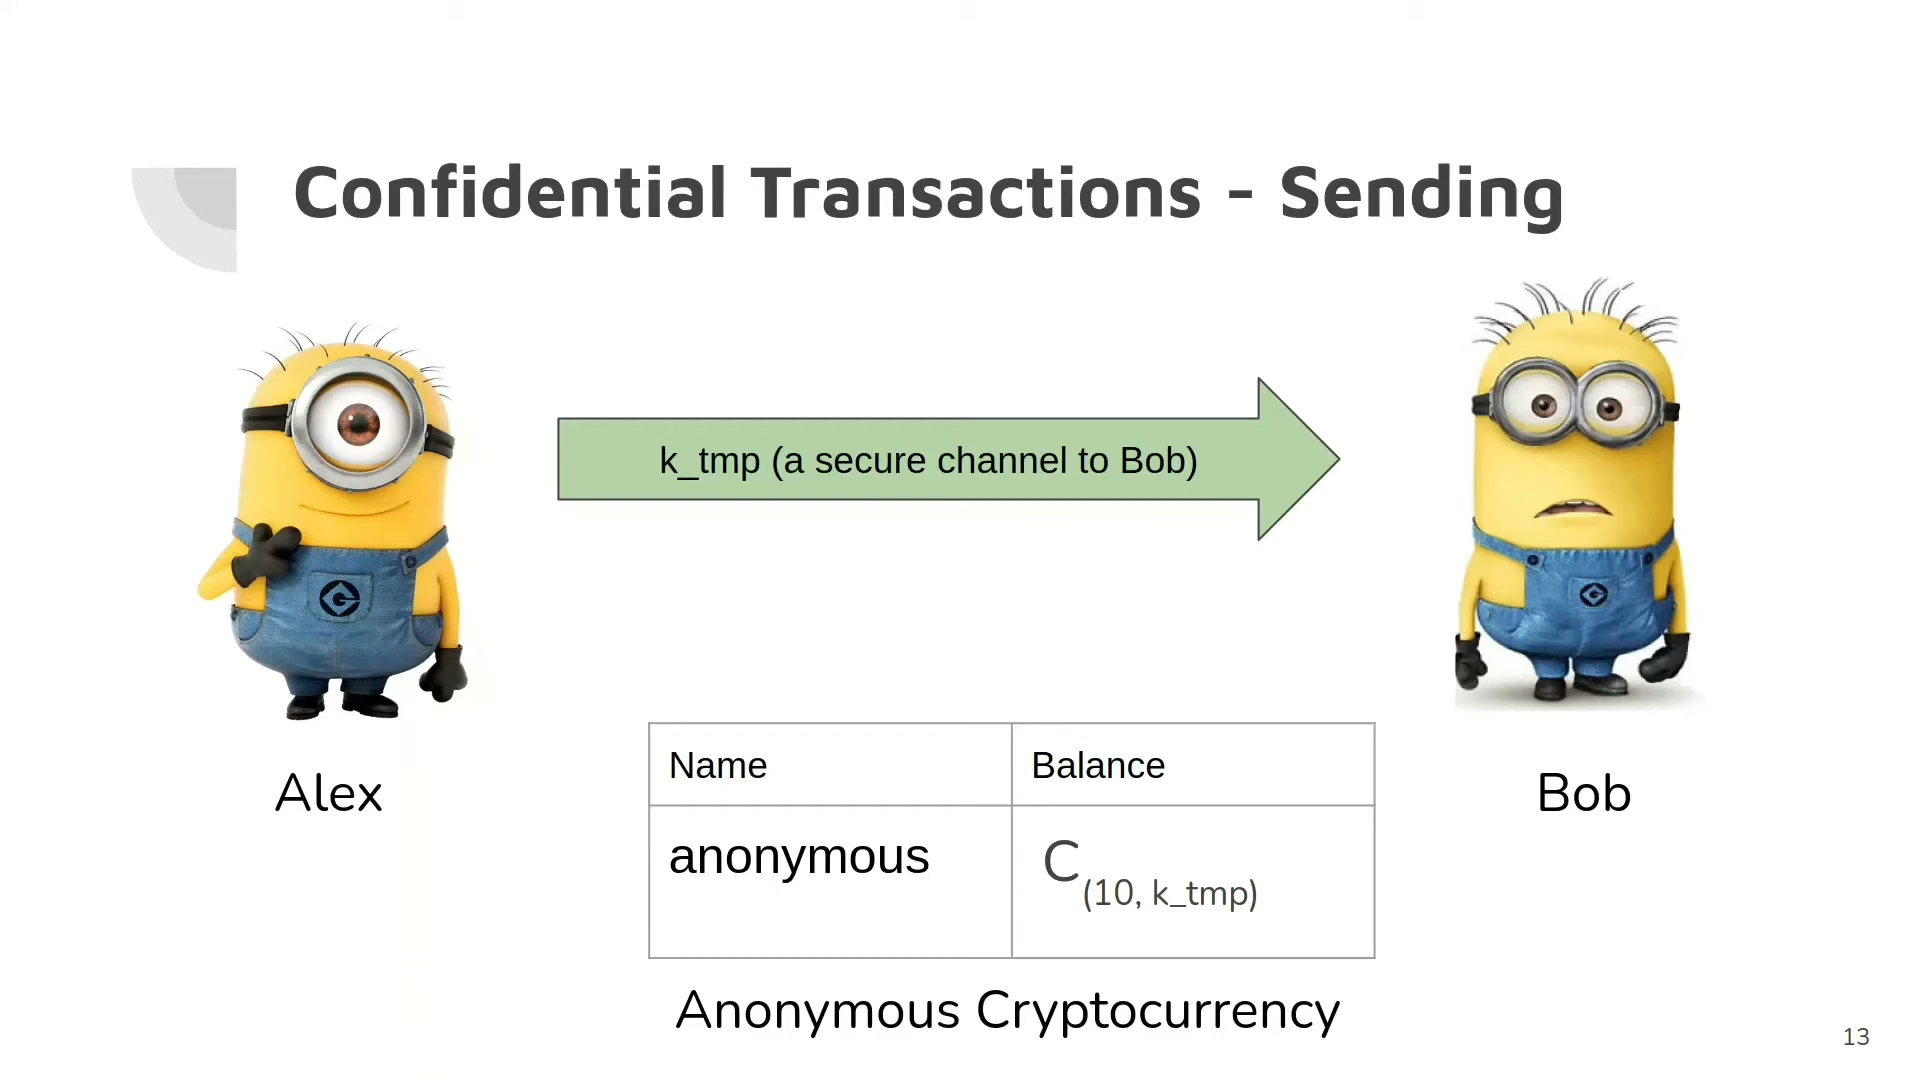 Confidential Transactions - Sending
k_tmp (a secure channel to Bob)
Alex
Bob
Name Balance
anonymous C(10, k_tmp)
Anonymous Cryptocurrency
13